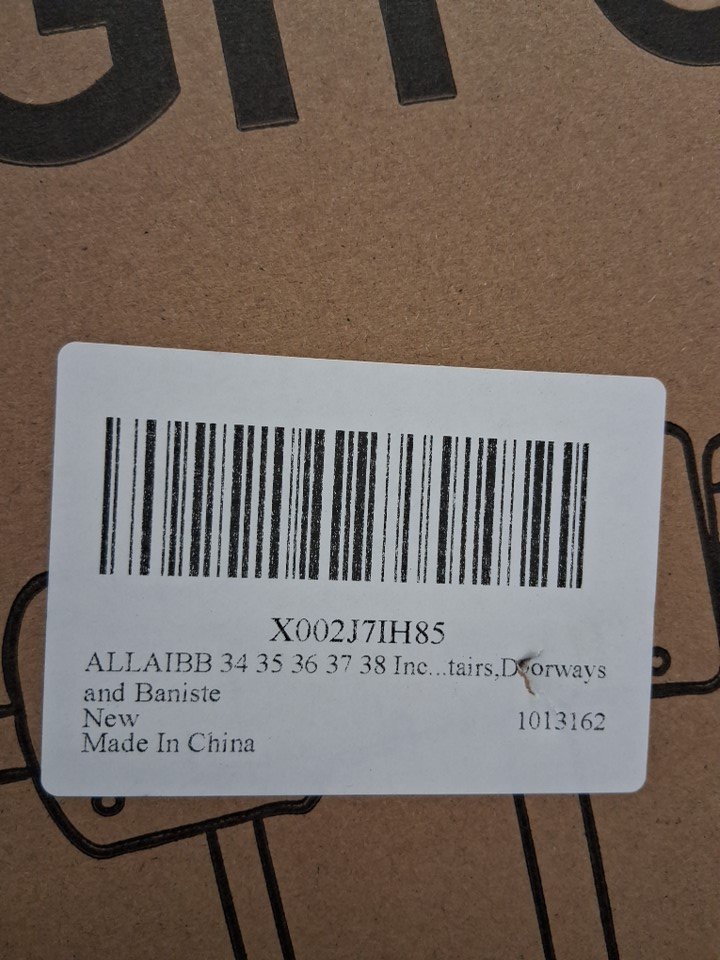 X002J7IH85
ALLAIBB 34 35 36 37 38 Inc...tairs,Doorways
and Baniste
New 1013162
Made In China